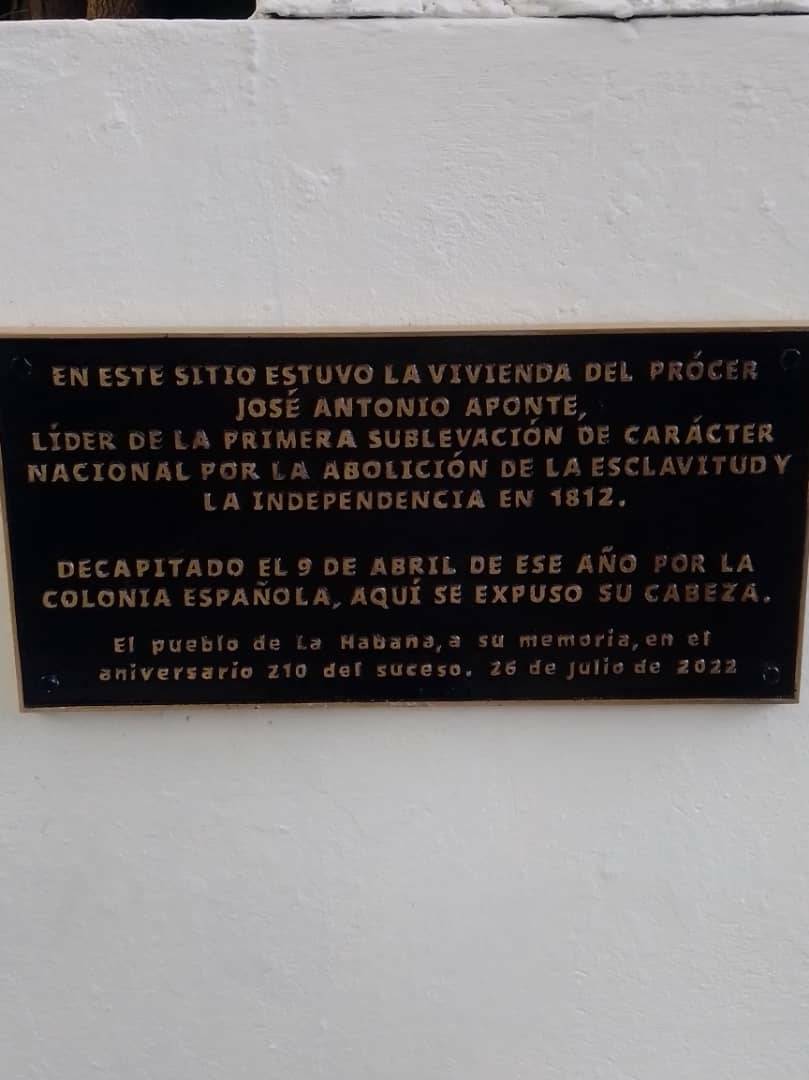 EN ESTE SITIO ESTUVO LA VIVIENDA DEL PRÓCER
JOSÉ ANTONIO APONTE,
LÍDER DE LA PRIMERA SUBLEVACIÓN DE CARÁCTER
NACIONAL POR LA ABOLICIÓN DE LA ESCLAVITUD Y
LA INDEPENDENCIA EN 1812.
DECAPITADO EL 9 DE ABRIL DE ESE AÑO POR LA
COLONIA ESPAÑOLA, AQUÍ SE EXPUSO SU CABEZA.
El pueblo de La Habana, a su memoria, en el
aniversario 210 del suceso. 26 de julio de 2022